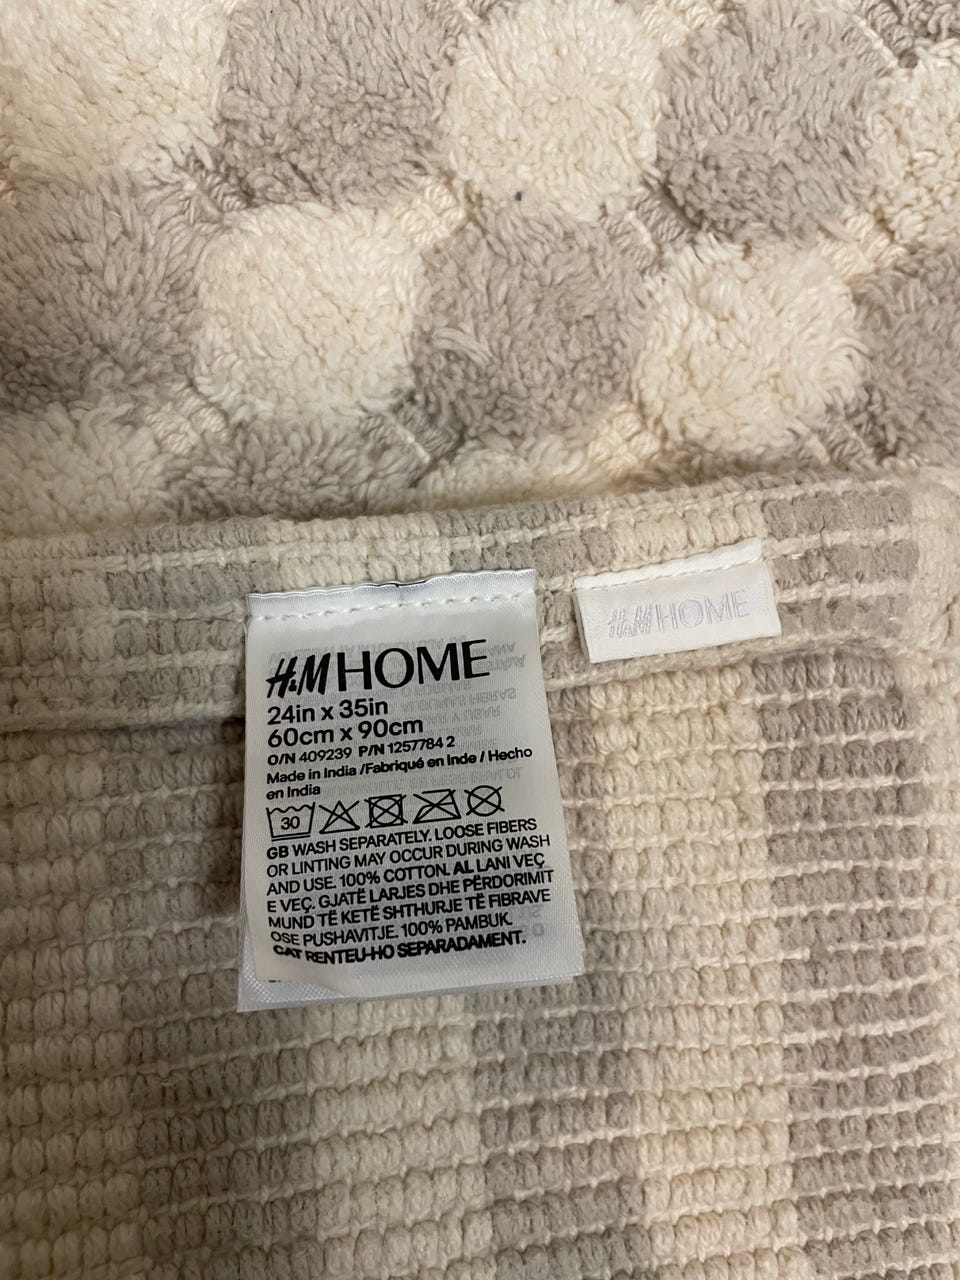 H&M HOME
24in x 35in
60cm x 90cm
O/N 409239 P/N 1257784 2
Made in India /Fabriqué en Inde / Hecho
en India
30
GB WASH SEPARATELY. LOOSE FIBERS
OR LINTING MAY OCCUR DURING WASH
AND USE. 100% COTTON. AL LANI VEÇ
E VEÇ. GJATË LARJES DHE PËRDORIMIT
MUND TË KETË SHTHURJE TË FIBRAVE
OSE PUSHAVITJE. 100% PAMBUK.
CAT RENTEU-HO SEPARADAMENT.
H&M HOME